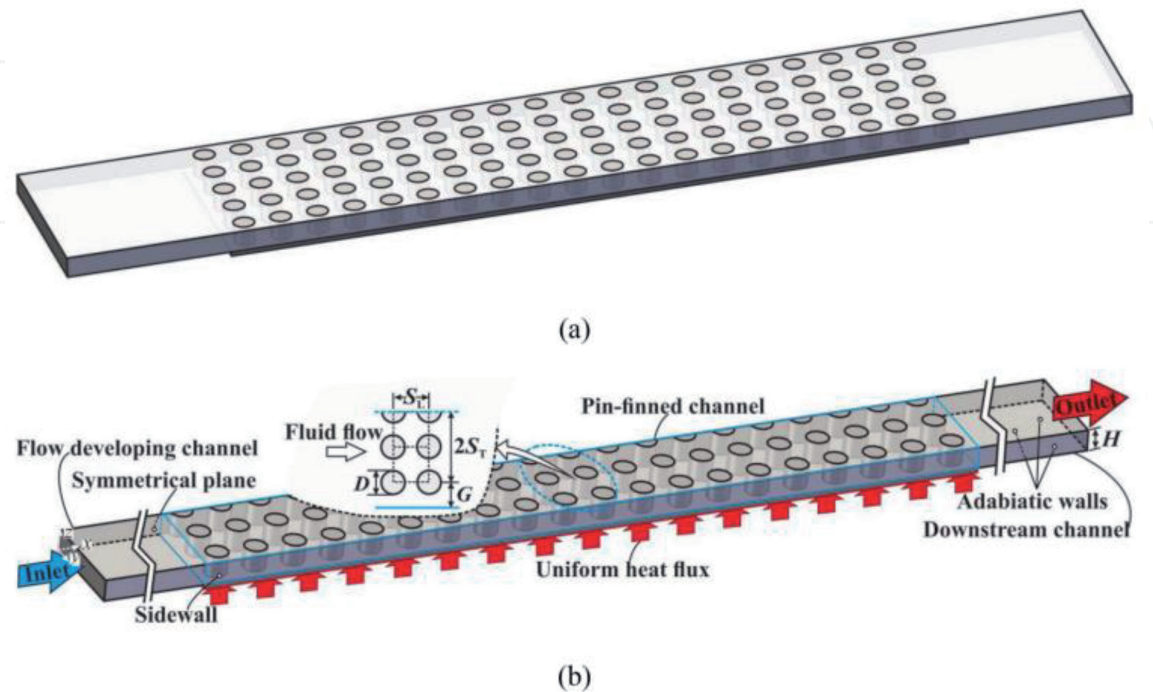 (a)
S_L
Fluid flow
2S_T
D
G
Pin-finned channel
Outlet
H
Flow developing channel
Symmetrical plane
Adabiatic walls
Downstream channel
x
Inlet
Uniform heat flux
Sidewall
(b)